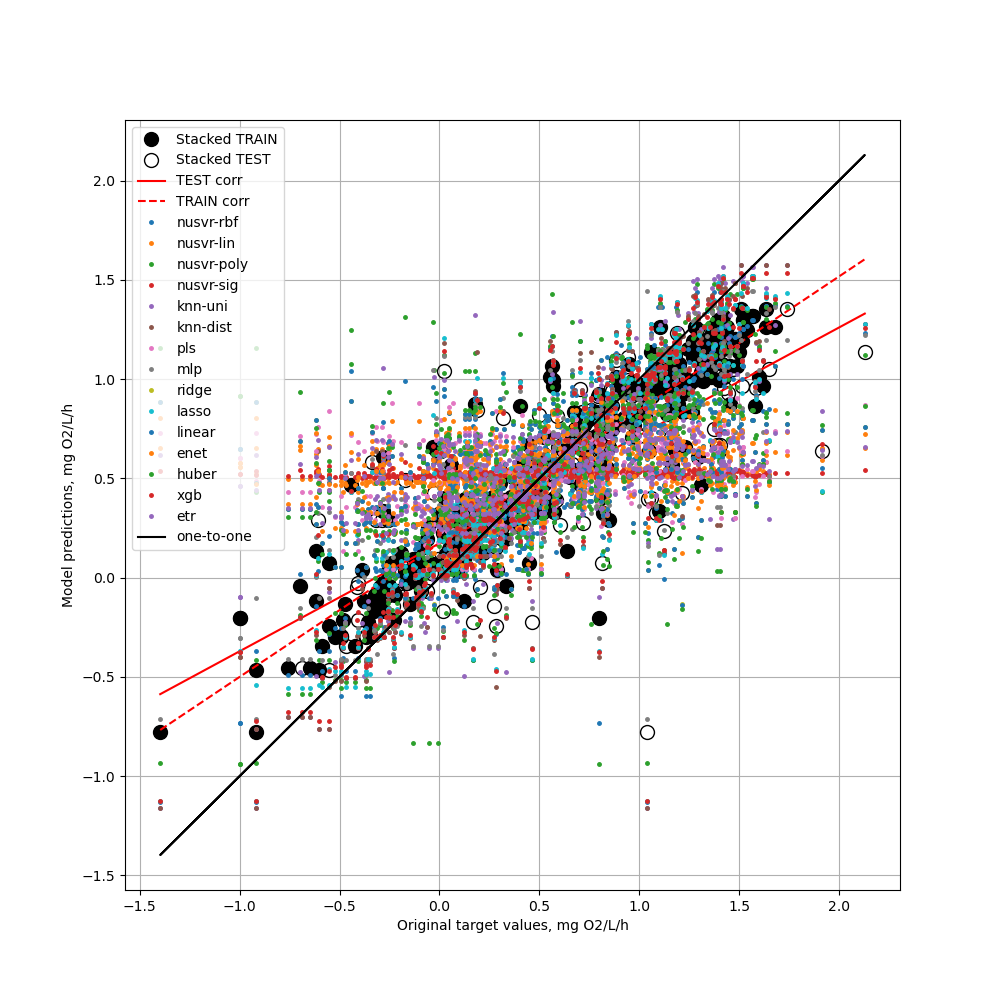 Stacked TRAIN
Stacked TEST
TEST corr
TRAIN corr
nusvr-rbf
nusvr-lin
nusvr-poly
nusvr-sig
knn-uni
knn-dist
pls
mlp
ridge
lasso
linear
enet
huber
xgb
etr
one-to-one
2.0
1.5
1.0
0.5
0.0
−0.5
−1.0
−1.5
Model predictions, mg O2/L/h
−1.5 −1.0 −0.5 0.0 0.5 1.0 1.5 2.0
Original target values, mg O2/L/h